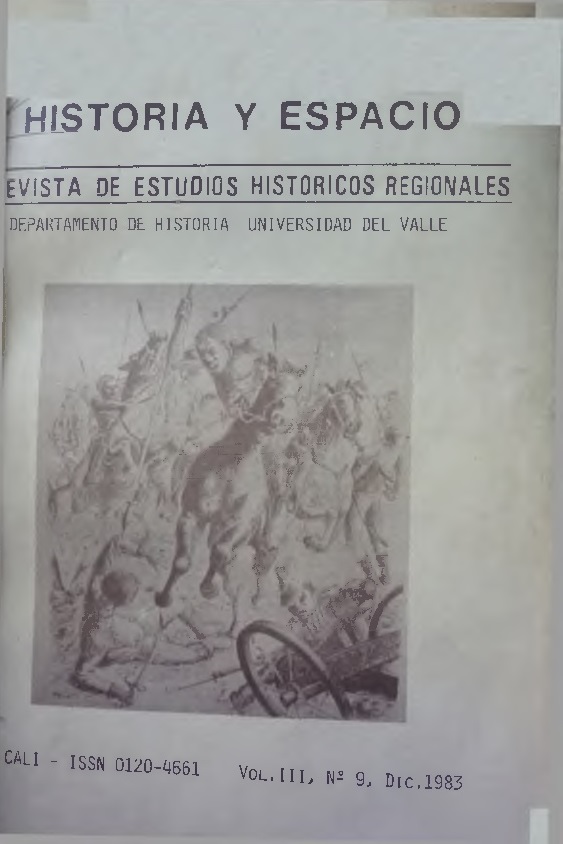 HISTORIA Y ESPACIO
EVISTA DE ESTUDIOS HISTORICOS REGIONALES
DEPARTAMENTO DE HISTORIA UNIVERSIDAD DEL VALLE
CALI - ISSN 0120-4661 VOL.III, Nº 9, DIC.1983